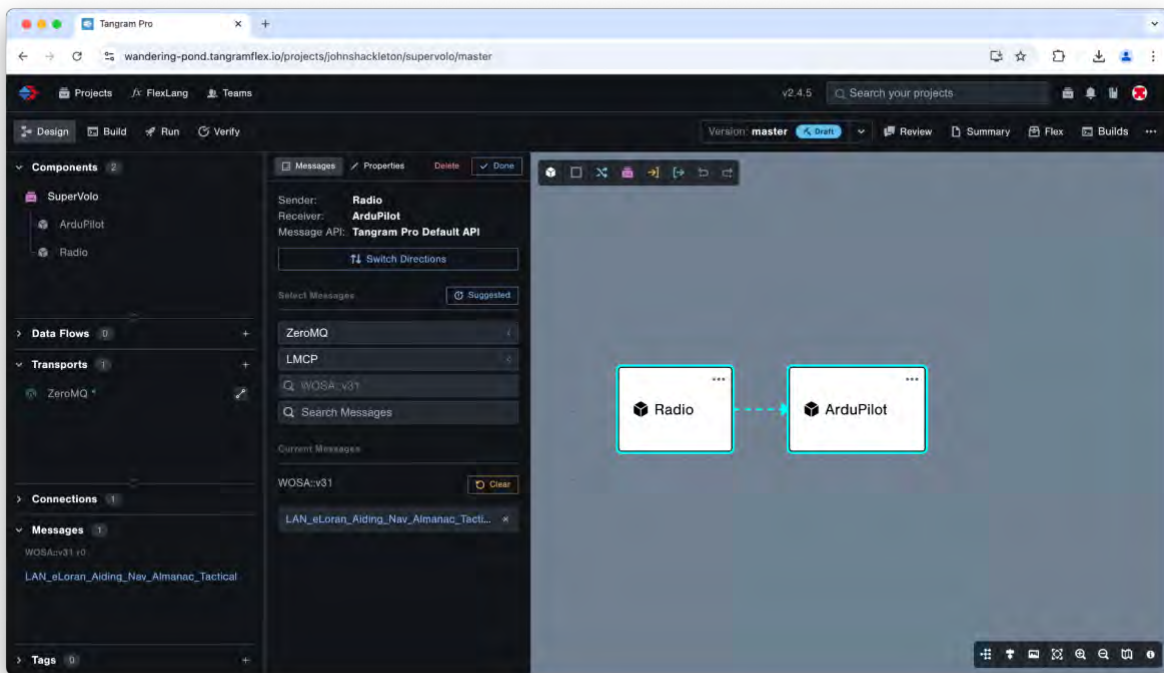 Tangram Pro
wandering-pond.tangramflex.io/projects/johnshackleton/supervolo/master
Projects
FlexLang
Teams
v2.4.5
Search your projects
Design
Build
Run
Verify
Version: master
Draft
Review
Summary
Flex
Builds
Components 2
SuperVolo
ArduPilot
Radio
Data Flows 0
Transports 1
ZeroMQ *
Connections 1
Messages 1
WOSA::v31 r0
LAN_eLoran_Aiding_Nav_Almanac_Tactical
Tags 0
Messages
Properties
Delete
Done
Sender: Radio
Receiver: ArduPilot
Message API: Tangram Pro Default API
Switch Directions
Select Messages
Suggested
ZeroMQ
LMCP
WOSA::v31
Search Messages
Current Messages
WOSA::v31
Clear
LAN_eLoran_Aiding_Nav_Almanac_Tacti...
Radio
ArduPilot